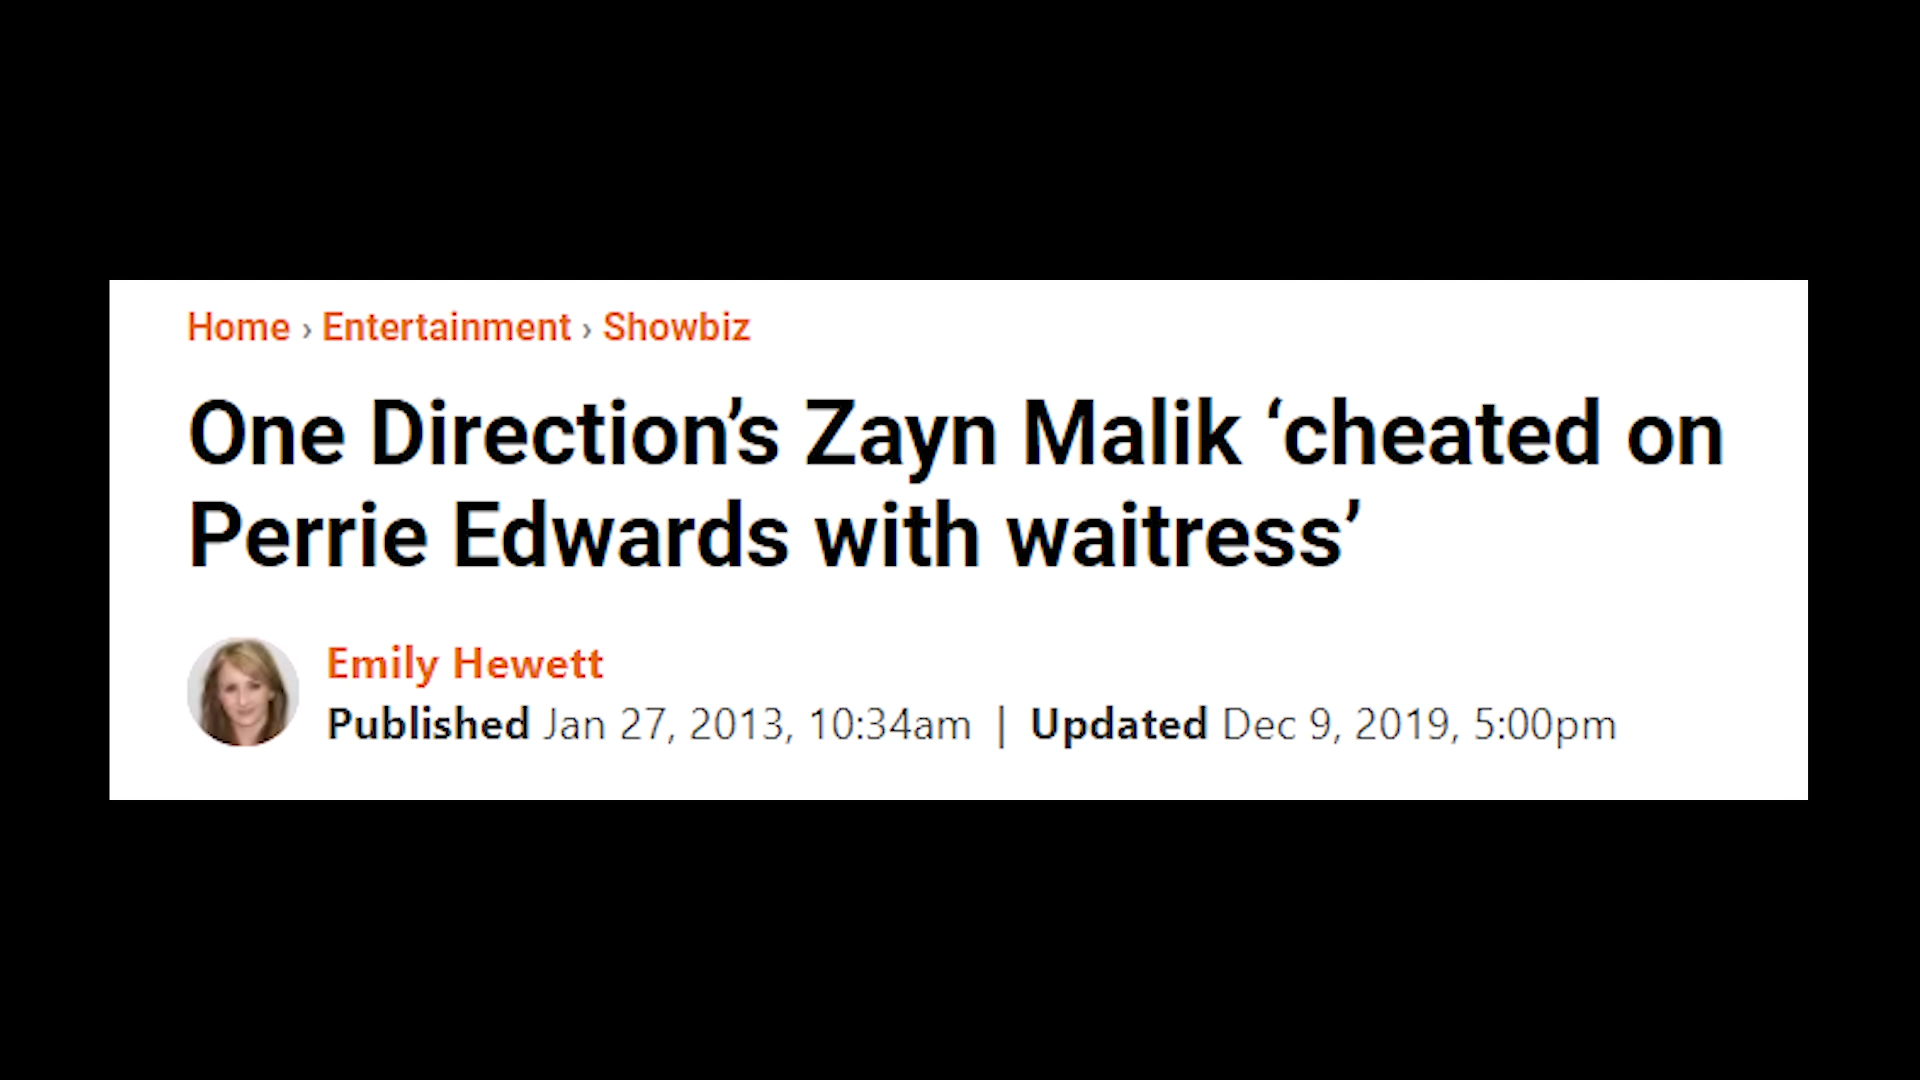 Home › Entertainment › Showbiz
One Direction’s Zayn Malik ‘cheated on
Perrie Edwards with waitress’
Emily Hewett
Published Jan 27, 2013, 10:34am | Updated Dec 9, 2019, 5:00pm